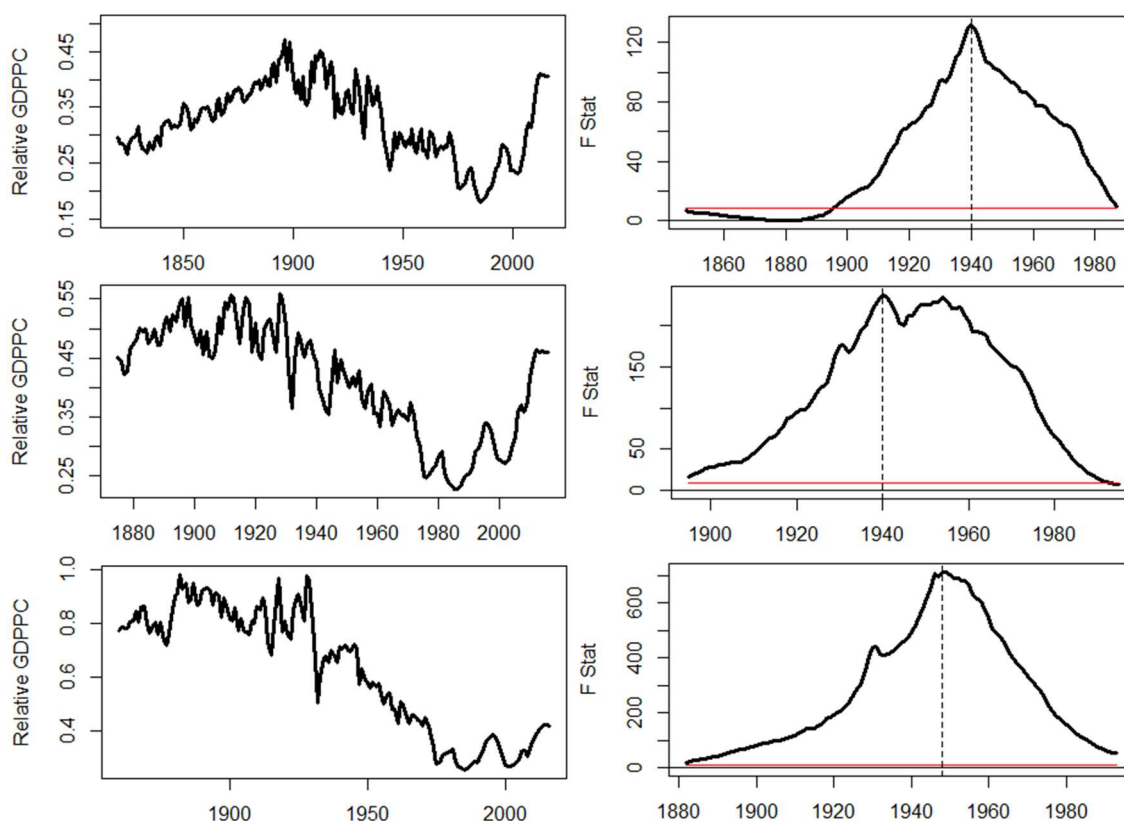 Relative GDPPC
0.15 0.25 0.35 0.45
1850 1900 1950 2000
F Stat
0 40 80 120
1860 1880 1900 1920 1940 1960 1980
Relative GDPPC
0.25 0.35 0.45 0.55
1880 1900 1920 1940 1960 1980 2000
F Stat
0 50 150
1900 1920 1940 1960 1980
Relative GDPPC
0.4 0.6 0.8 1.0
1900 1950 2000
F Stat
0 200 400 600
1880 1900 1920 1940 1960 1980